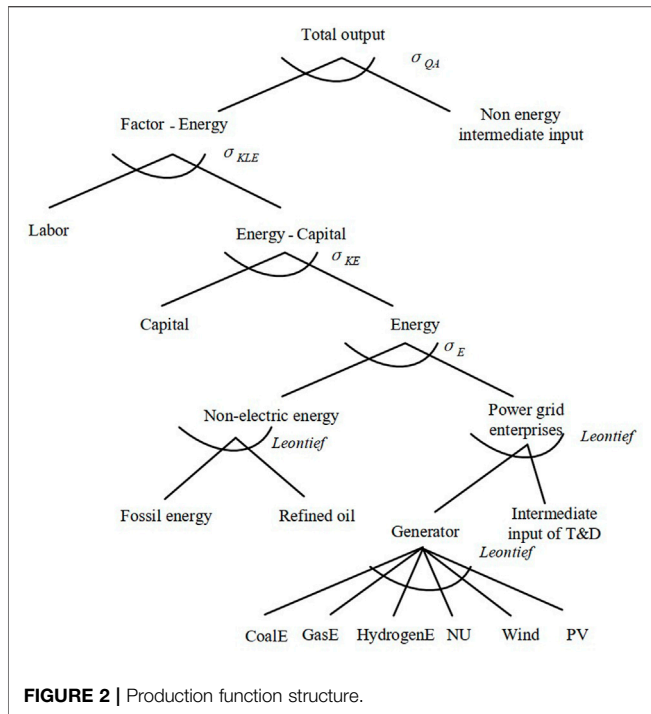 Total output
σ QA
Factor - Energy
Non energy
intermediate input
σ KLE
Labor
Energy - Capital
σ KE
Capital
Energy
σ E
Non-electric energy
Power grid
enterprises
Leontief
Leontief
Fossil energy
Refined oil
Generator
Intermediate
input of T&D
Leontief
CoalE GasE HydrogenE NU Wind PV
FIGURE 2 | Production function structure.